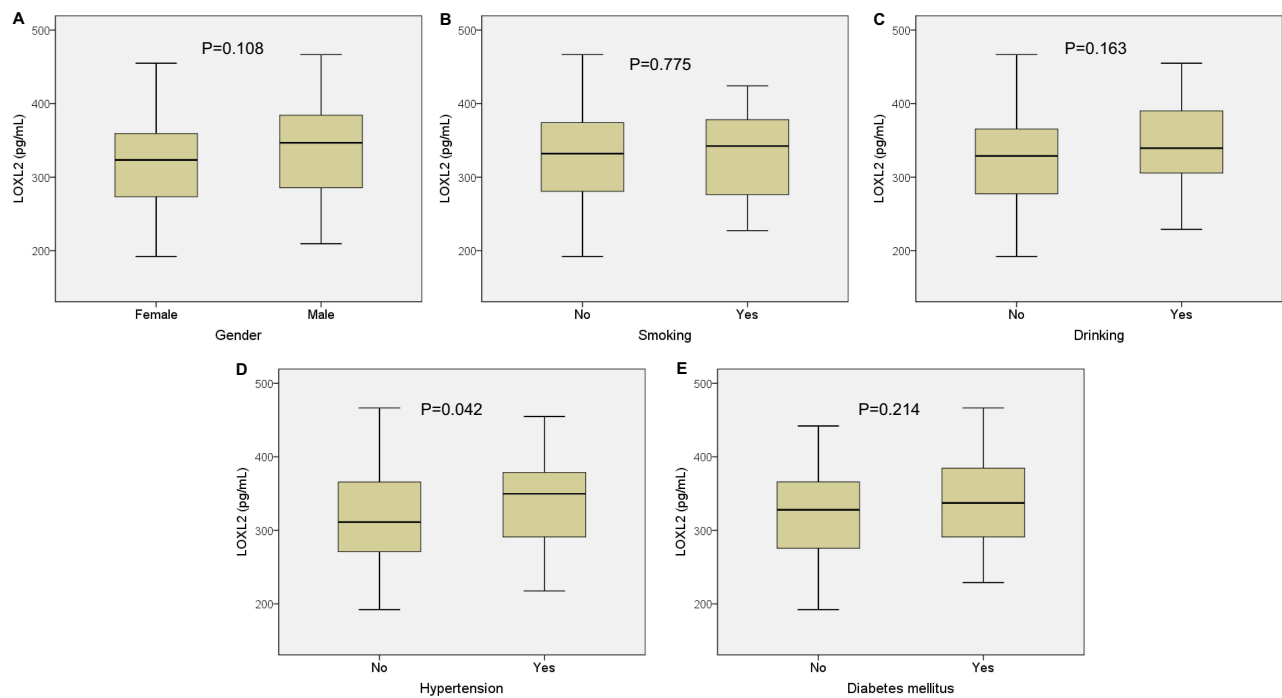 A
500
400
300
200
LOXL2 (pg/mL)
P=0.108
Female Male
Gender
B
500
400
300
200
LOXL2 (pg/mL)
P=0.775
No Yes
Smoking
C
500
400
300
200
LOXL2 (pg/mL)
P=0.163
No Yes
Drinking
D
500
400
300
200
LOXL2 (pg/mL)
P=0.042
No Yes
Hypertension
E
500
400
300
200
LOXL2 (pg/mL)
P=0.214
No Yes
Diabetes mellitus